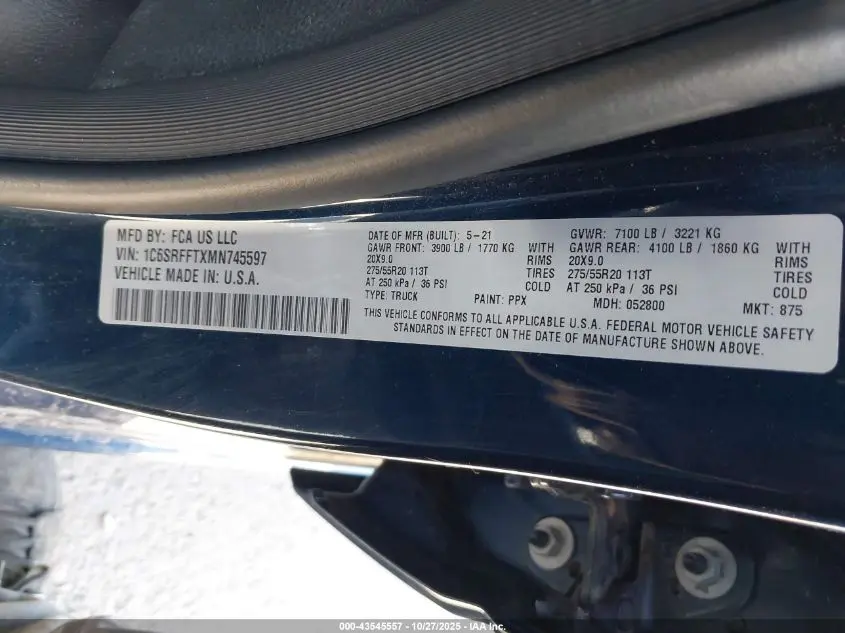 MFD BY: FCA US LLC
VIN: 1C6SRFFTXMN745597
VEHICLE MADE IN U.S.A.
DATE OF MFR (BUILT): 5-21
GAWR FRONT: 3900 LB / 1770 KG WITH
20X9.0 RIMS
275/55R20 113T TIRES
AT 250 kPa / 36 PSI COLD
TYPE: TRUCK PAINT: PPX
GVWR: 7100 LB / 3221 KG
GAWR REAR: 4100 LB / 1860 KG WITH
20X9.0 RIMS
275/55R20 113T TIRES
AT 250 kPa / 36 PSI COLD
MDH: 052800 MKT: 875
THIS VEHICLE CONFORMS TO ALL APPLICABLE U.S.A. FEDERAL MOTOR VEHICLE SAFETY
STANDARDS IN EFFECT ON THE DATE OF MANUFACTURE SHOWN ABOVE.
000-43545557 - 10/27/2025 - IAA Inc.